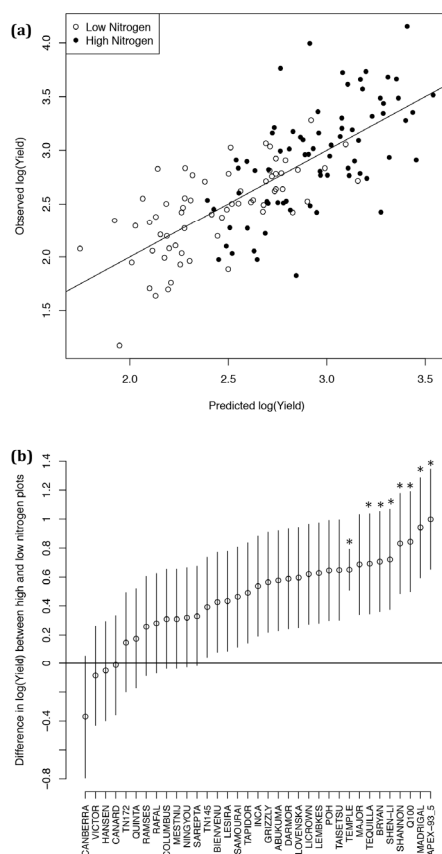 (a)
Low Nitrogen
High Nitrogen
Observed log(Yield)
4.0
3.5
3.0
2.5
2.0
1.5
2.0
2.5
3.0
3.5
Predicted log(Yield)
(b)
Difference in log(Yield) between high and low nitrogen plots
1.4
1.2
1
0.8
0.6
0.4
0.2
0
−0.4
−0.8
* * * * * * * * *
CANBERRA
VICTOR
HANSEN
CANARD
TN172
QUINTA
RAMSES
RAFAL
COLUMBUS
MESTNIJ
NINGYOU
SAREPTA
TN145
BIENVENU
LESIRA
SAMOURAI
TAPIDOR
INCA
GRIZZLY
ABUKUMA
DARMOR
SLOVENSKA
LICROWN
LEMBKES
POH
TAISETSU
TEMPLE
MAJOR
TEQUILLA
BRYAN
SHEN−LI
SHANNON
Q100
MADRIGAL
APEX−93_5